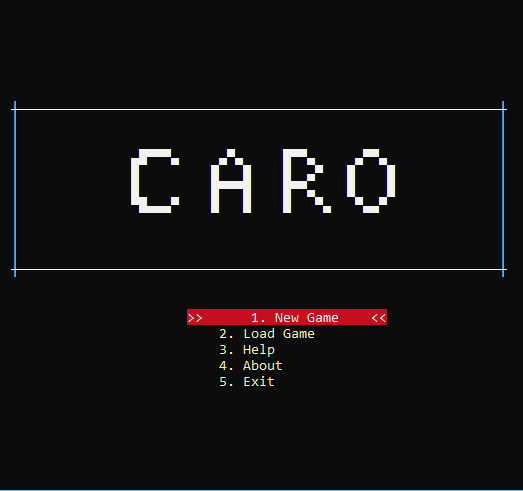 CARO
>> 1. New Game <<
2. Load Game
3. Help
4. About
5. Exit